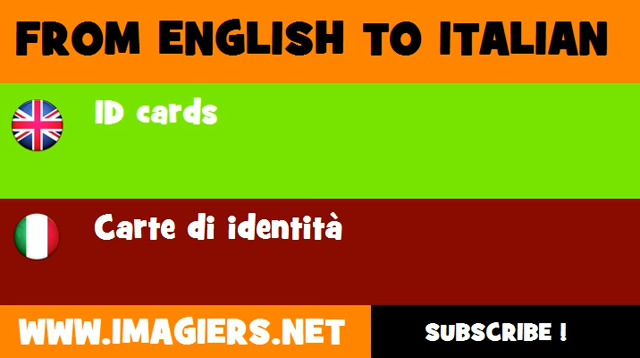 FROM ENGLISH TO ITALIAN
ID cards
Carte di identità
WWW.IMAGIERS.NET
SUBSCRIBE !